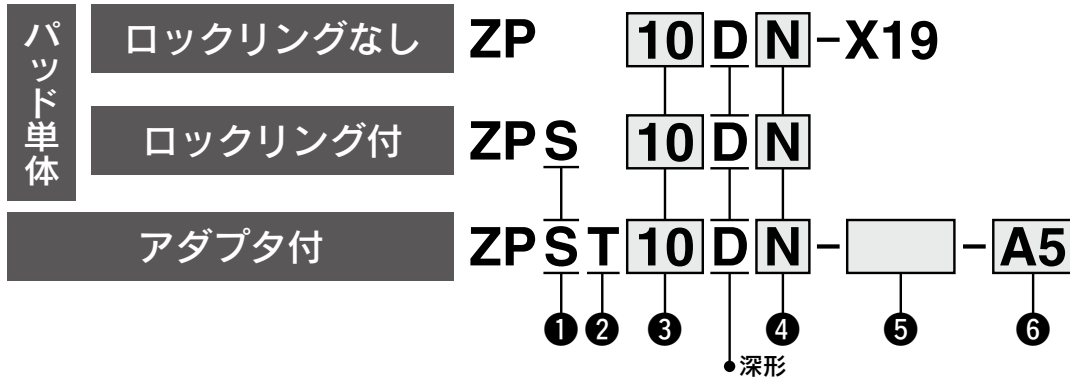 パッド単体
ロックリングなし ZP 10 D N -X19
ロックリング付 ZP S 10 D N
アダプタ付 ZP S T 10 D N - - A5
❶ ❷ ❸ ❹ ❺ ❻
●深形